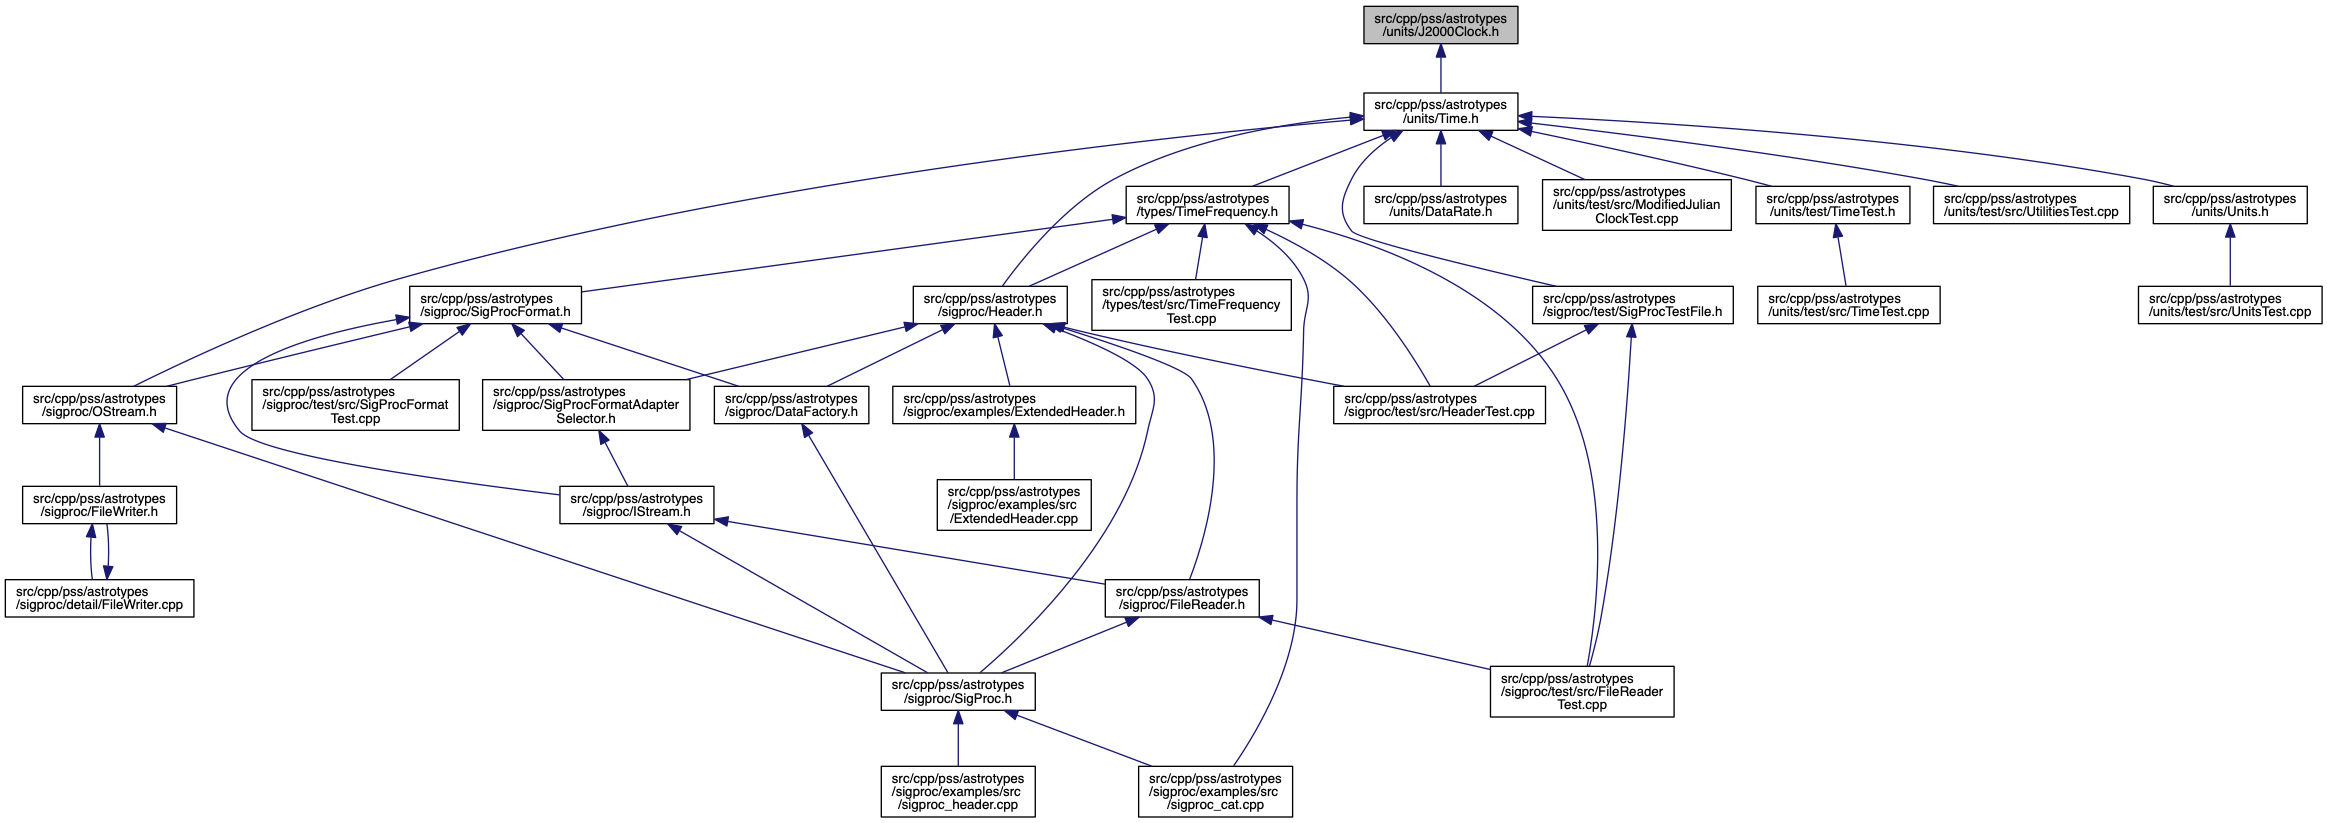 src/cpp/pss/astrotypes
/units/J2000Clock.h
src/cpp/pss/astrotypes
/units/Time.h
src/cpp/pss/astrotypes
/types/TimeFrequency.h
src/cpp/pss/astrotypes
/units/DataRate.h
src/cpp/pss/astrotypes
/units/test/src/ModifiedJulian
ClockTest.cpp
src/cpp/pss/astrotypes
/units/test/TimeTest.h
src/cpp/pss/astrotypes
/units/test/src/UtilitiesTest.cpp
src/cpp/pss/astrotypes
/units/Units.h
src/cpp/pss/astrotypes
/sigproc/SigProcFormat.h
src/cpp/pss/astrotypes
/sigproc/Header.h
src/cpp/pss/astrotypes
/types/test/src/TimeFrequency
Test.cpp
src/cpp/pss/astrotypes
/sigproc/test/SigProcTestFile.h
src/cpp/pss/astrotypes
/units/test/src/TimeTest.cpp
src/cpp/pss/astrotypes
/units/test/src/UnitsTest.cpp
src/cpp/pss/astrotypes
/sigproc/OStream.h
src/cpp/pss/astrotypes
/sigproc/test/src/SigProcFormat
Test.cpp
src/cpp/pss/astrotypes
/sigproc/SigProcFormatAdapter
Selector.h
src/cpp/pss/astrotypes
/sigproc/DataFactory.h
src/cpp/pss/astrotypes
/sigproc/examples/ExtendedHeader.h
src/cpp/pss/astrotypes
/sigproc/test/src/HeaderTest.cpp
src/cpp/pss/astrotypes
/sigproc/FileWriter.h
src/cpp/pss/astrotypes
/sigproc/IStream.h
src/cpp/pss/astrotypes
/sigproc/examples/src
/ExtendedHeader.cpp
src/cpp/pss/astrotypes
/sigproc/detail/FileWriter.cpp
src/cpp/pss/astrotypes
/sigproc/FileReader.h
src/cpp/pss/astrotypes
/sigproc/SigProc.h
src/cpp/pss/astrotypes
/sigproc/test/src/FileReader
Test.cpp
src/cpp/pss/astrotypes
/sigproc/examples/src
/sigproc_header.cpp
src/cpp/pss/astrotypes
/sigproc/examples/src
/sigproc_cat.cpp